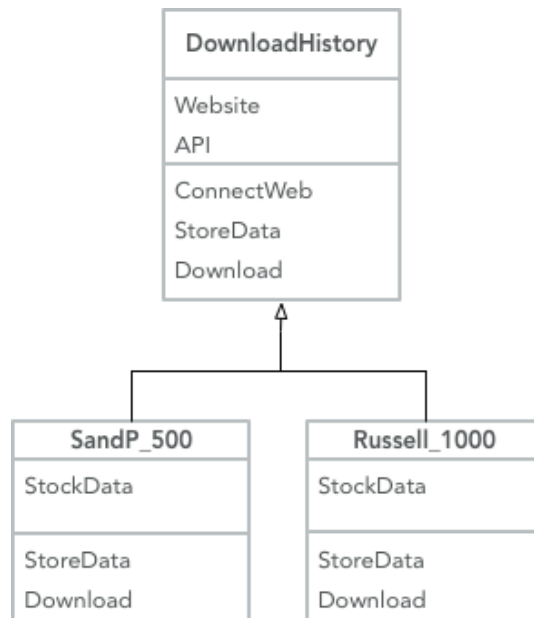 DownloadHistory
Website
API
ConnectWeb
StoreData
Download
SandP_500
StockData
StoreData
Download
Russell_1000
StockData
StoreData
Download